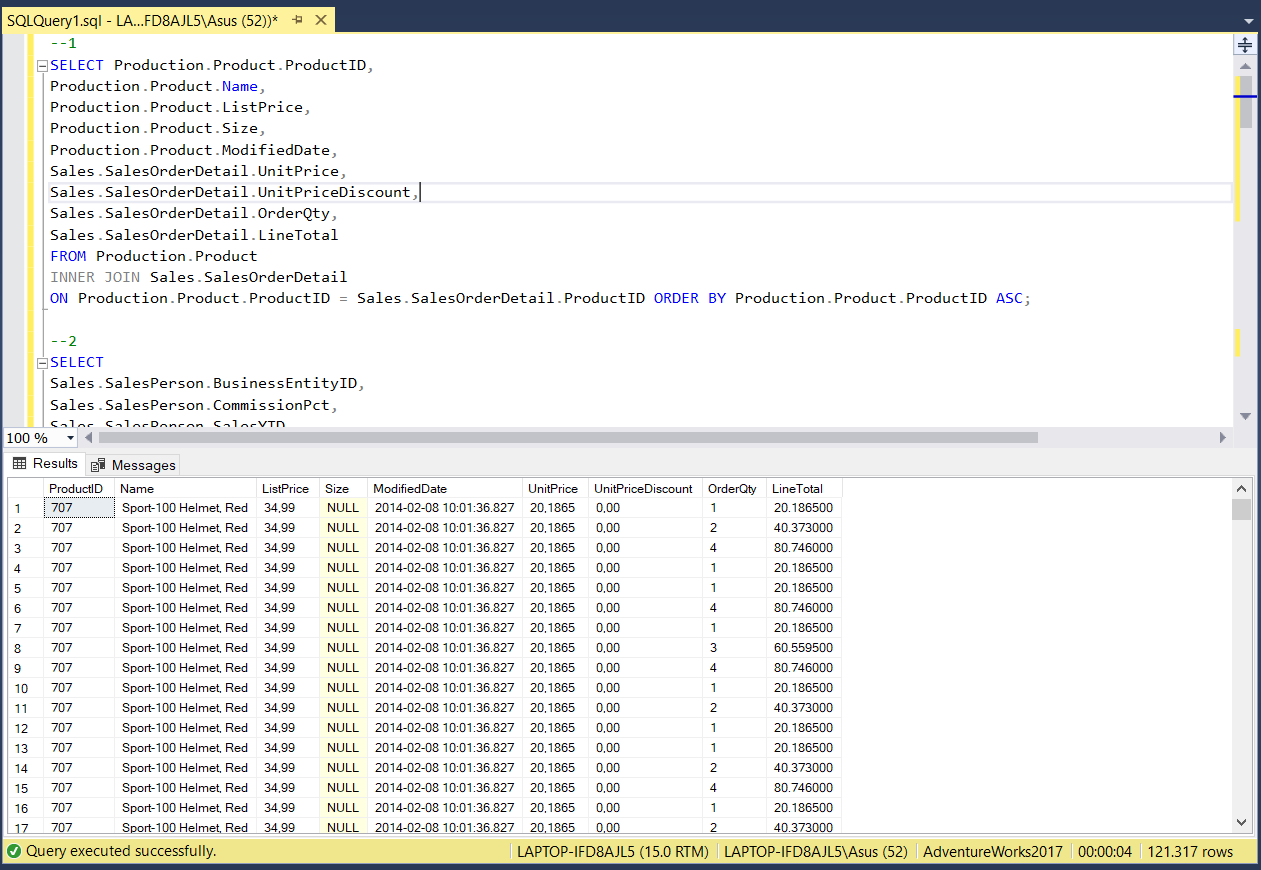 SQLQuery1.sql - LA...FD8AJL5\Asus (52))*
--1
SELECT Production.Product.ProductID,
Production.Product.Name,
Production.Product.ListPrice,
Production.Product.Size,
Production.Product.ModifiedDate,
Sales.SalesOrderDetail.UnitPrice,
Sales.SalesOrderDetail.UnitPriceDiscount,
Sales.SalesOrderDetail.OrderQty,
Sales.SalesOrderDetail.LineTotal
FROM Production.Product
INNER JOIN Sales.SalesOrderDetail
ON Production.Product.ProductID = Sales.SalesOrderDetail.ProductID ORDER BY Production.Product.ProductID ASC;
--2
SELECT
Sales.SalesPerson.BusinessEntityID,
Sales.SalesPerson.CommissionPct,
Sales.SalesPerson.SalesYTD
100 %
Results Messages
ProductID Name ListPrice Size ModifiedDate UnitPrice UnitPriceDiscount OrderQty LineTotal
1 707 Sport-100 Helmet, Red 34,99 NULL 2014-02-08 10:01:36.827 20,1865 0,00 1 20.186500
2 707 Sport-100 Helmet, Red 34,99 NULL 2014-02-08 10:01:36.827 20,1865 0,00 2 40.373000
3 707 Sport-100 Helmet, Red 34,99 NULL 2014-02-08 10:01:36.827 20,1865 0,00 4 80.746000
4 707 Sport-100 Helmet, Red 34,99 NULL 2014-02-08 10:01:36.827 20,1865 0,00 1 20.186500
5 707 Sport-100 Helmet, Red 34,99 NULL 2014-02-08 10:01:36.827 20,1865 0,00 1 20.186500
6 707 Sport-100 Helmet, Red 34,99 NULL 2014-02-08 10:01:36.827 20,1865 0,00 4 80.746000
7 707 Sport-100 Helmet, Red 34,99 NULL 2014-02-08 10:01:36.827 20,1865 0,00 1 20.186500
8 707 Sport-100 Helmet, Red 34,99 NULL 2014-02-08 10:01:36.827 20,1865 0,00 3 60.559500
9 707 Sport-100 Helmet, Red 34,99 NULL 2014-02-08 10:01:36.827 20,1865 0,00 4 80.746000
10 707 Sport-100 Helmet, Red 34,99 NULL 2014-02-08 10:01:36.827 20,1865 0,00 1 20.186500
11 707 Sport-100 Helmet, Red 34,99 NULL 2014-02-08 10:01:36.827 20,1865 0,00 2 40.373000
12 707 Sport-100 Helmet, Red 34,99 NULL 2014-02-08 10:01:36.827 20,1865 0,00 1 20.186500
13 707 Sport-100 Helmet, Red 34,99 NULL 2014-02-08 10:01:36.827 20,1865 0,00 1 20.186500
14 707 Sport-100 Helmet, Red 34,99 NULL 2014-02-08 10:01:36.827 20,1865 0,00 2 40.373000
15 707 Sport-100 Helmet, Red 34,99 NULL 2014-02-08 10:01:36.827 20,1865 0,00 4 80.746000
16 707 Sport-100 Helmet, Red 34,99 NULL 2014-02-08 10:01:36.827 20,1865 0,00 1 20.186500
17 707 Sport-100 Helmet, Red 34,99 NULL 2014-02-08 10:01:36.827 20,1865 0,00 2 40.373000
Query executed successfully. LAPTOP-IFD8AJL5 (15.0 RTM) LAPTOP-IFD8AJL5\Asus (52) AdventureWorks2017 00:00:04 121.317 rows